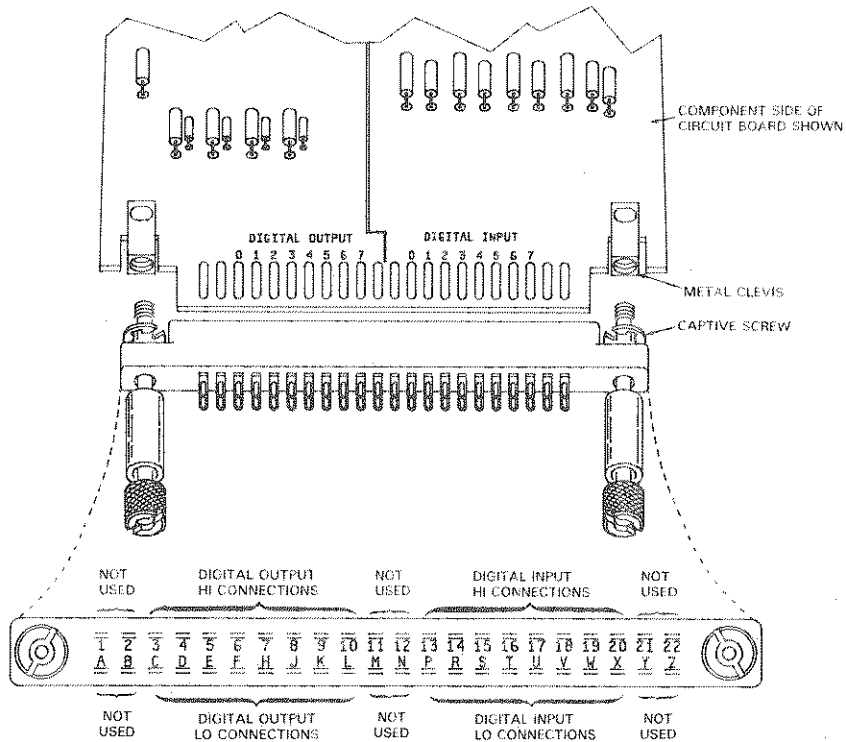 COMPONENT SIDE OF
CIRCUIT BOARD SHOWN
DIGITAL OUTPUT
DIGITAL INPUT
0 1 2 3 4 5 6 7
0 1 2 3 4 5 6 7
METAL CLEVIS
CAPTIVE SCREW
NOT
USED
DIGITAL OUTPUT
HI CONNECTIONS
NOT
USED
DIGITAL INPUT
HI CONNECTIONS
NOT
USED
1 2 3 4 5 6 7 8 9 10 11 12 13 14 15 16 17 18 19 20 21 22
A B C D E F H J K L M N P R S T U V W X Y Z
NOT
USED
DIGITAL OUTPUT
LO CONNECTIONS
NOT
USED
DIGITAL INPUT
LO CONNECTIONS
NOT
USED